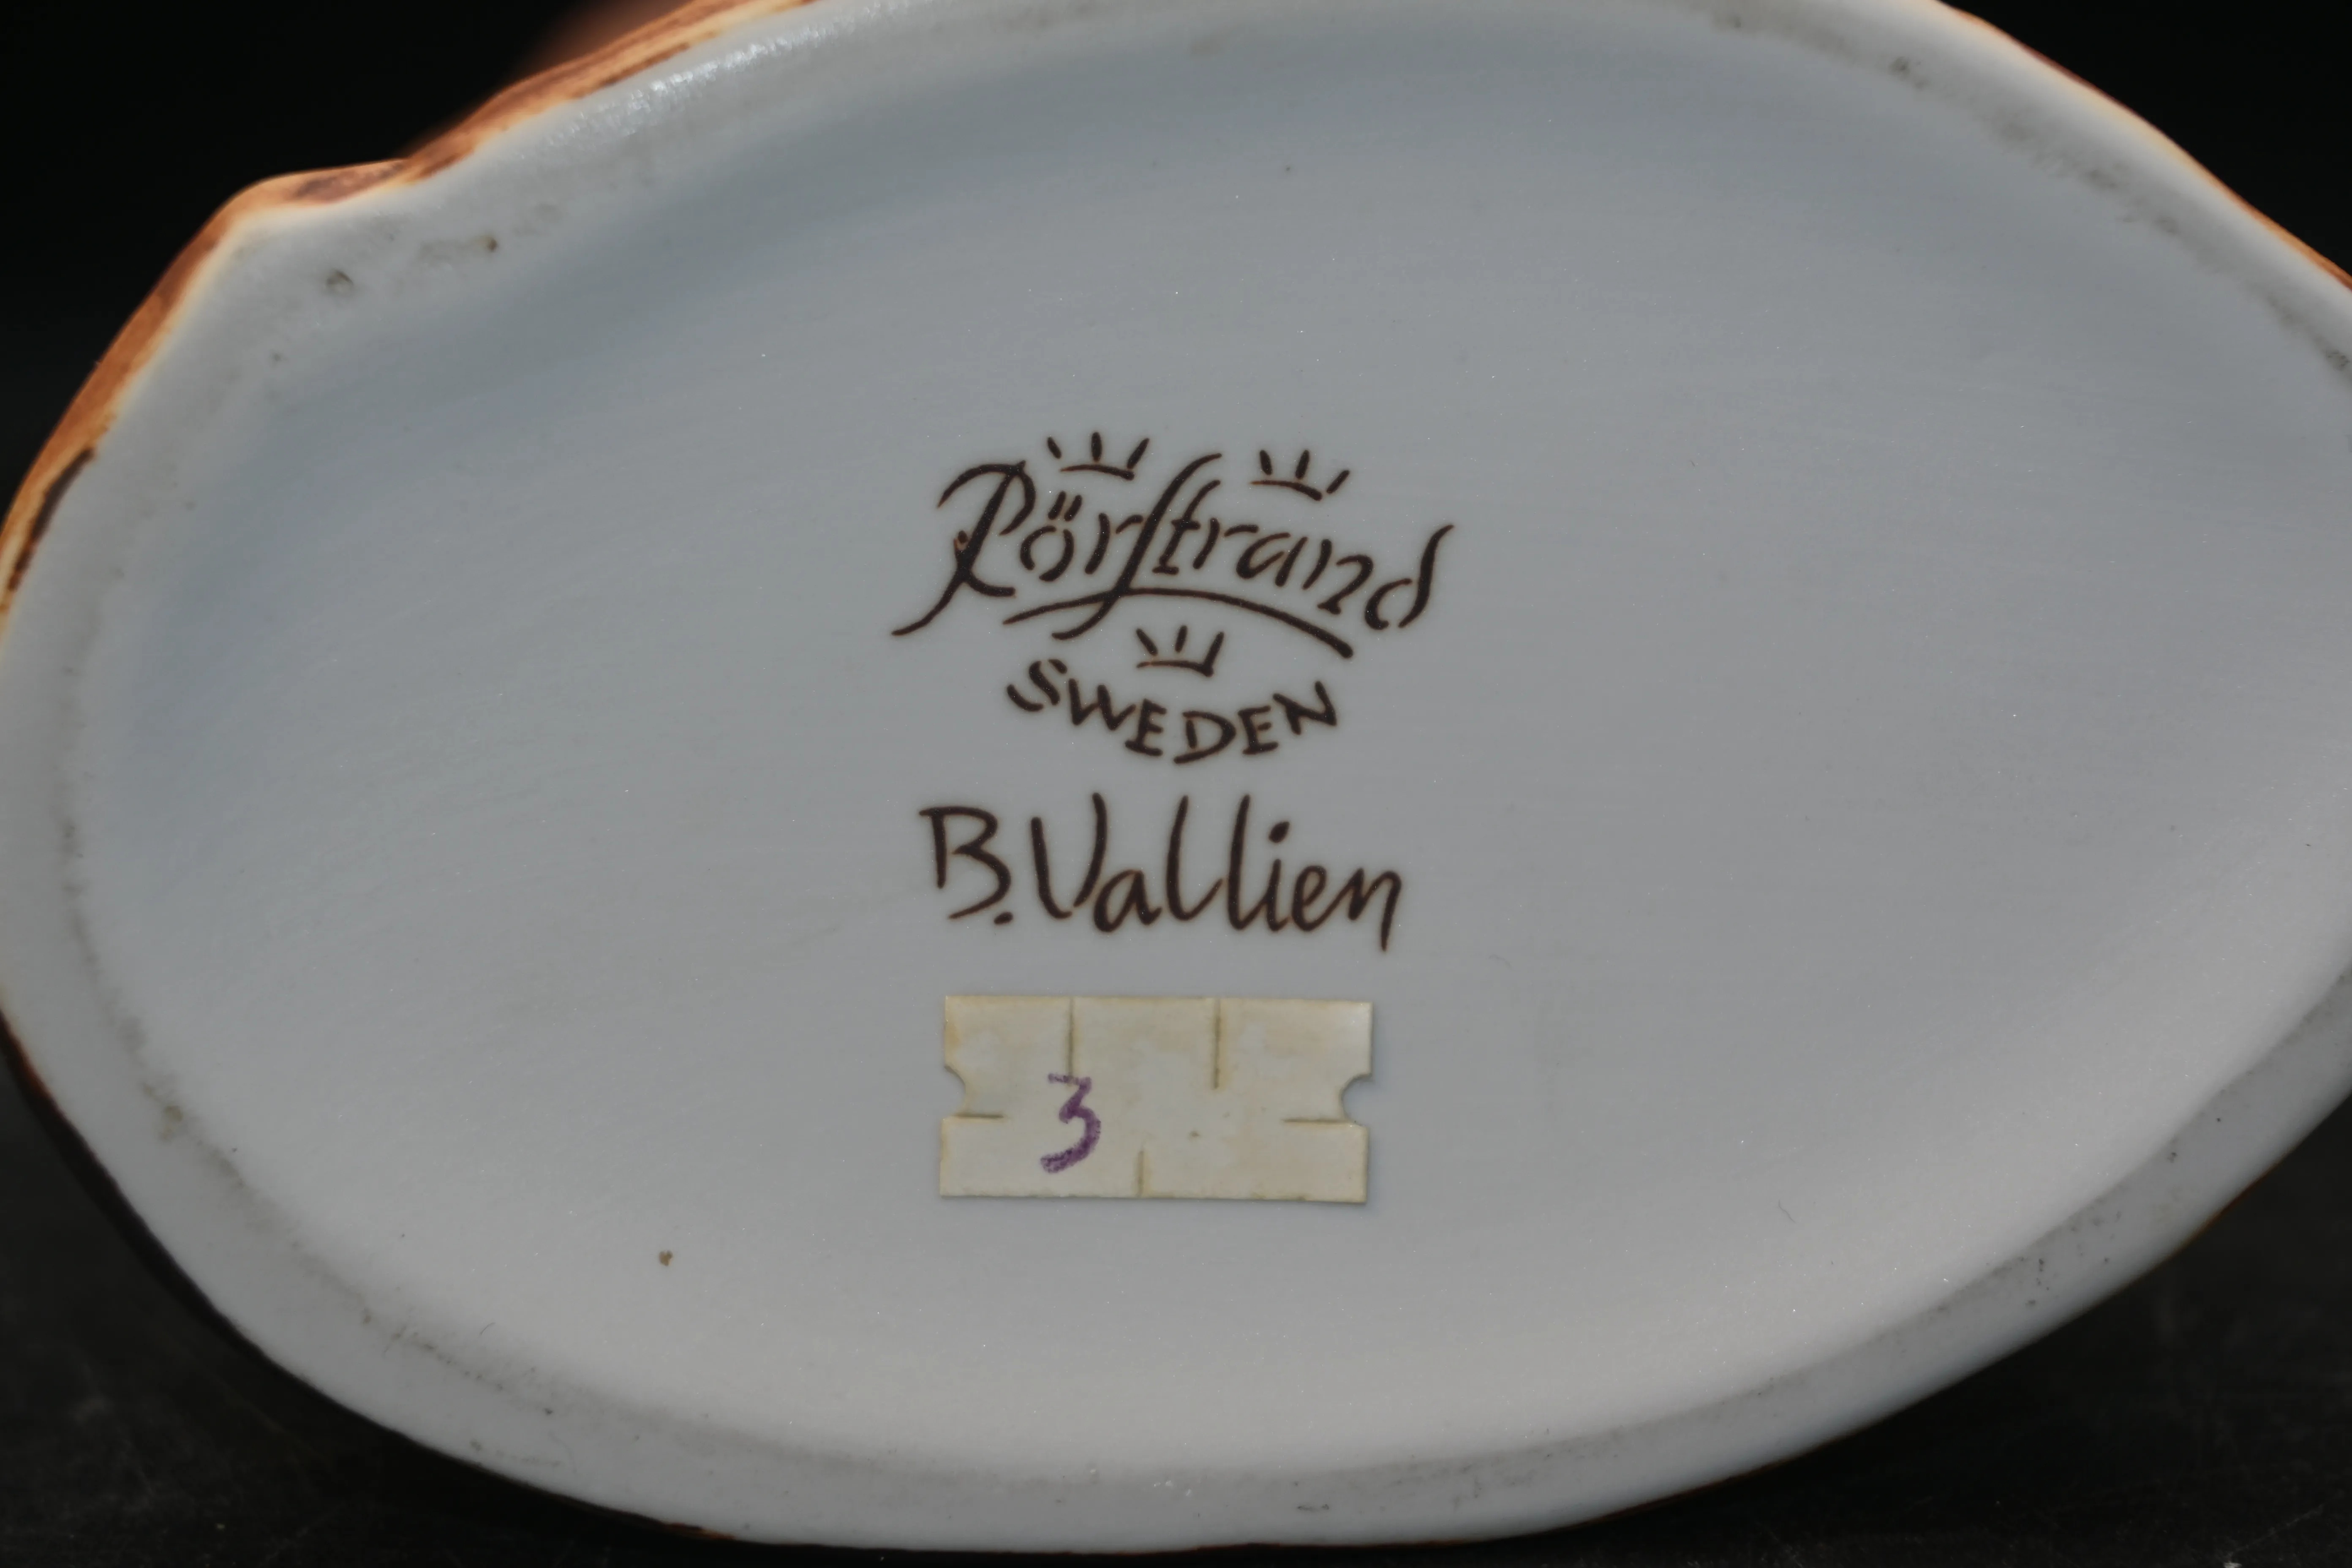 Rörstrand
SWEDEN
B. Vallien
3